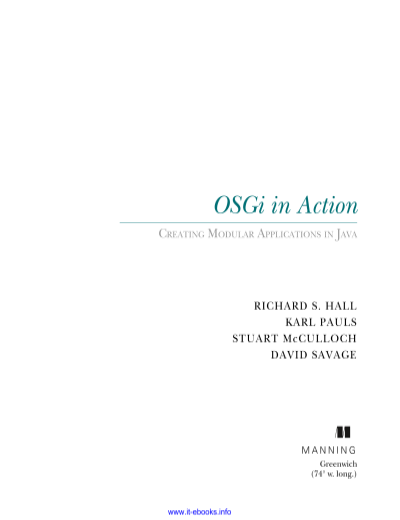 OSGi in Action
CREATING MODULAR APPLICATIONS IN JAVA
RICHARD S. HALL
KARL PAULS
STUART McCULLOCH
DAVID SAVAGE
MANNING
Greenwich
(74° w. long.)
www.it-ebooks.info